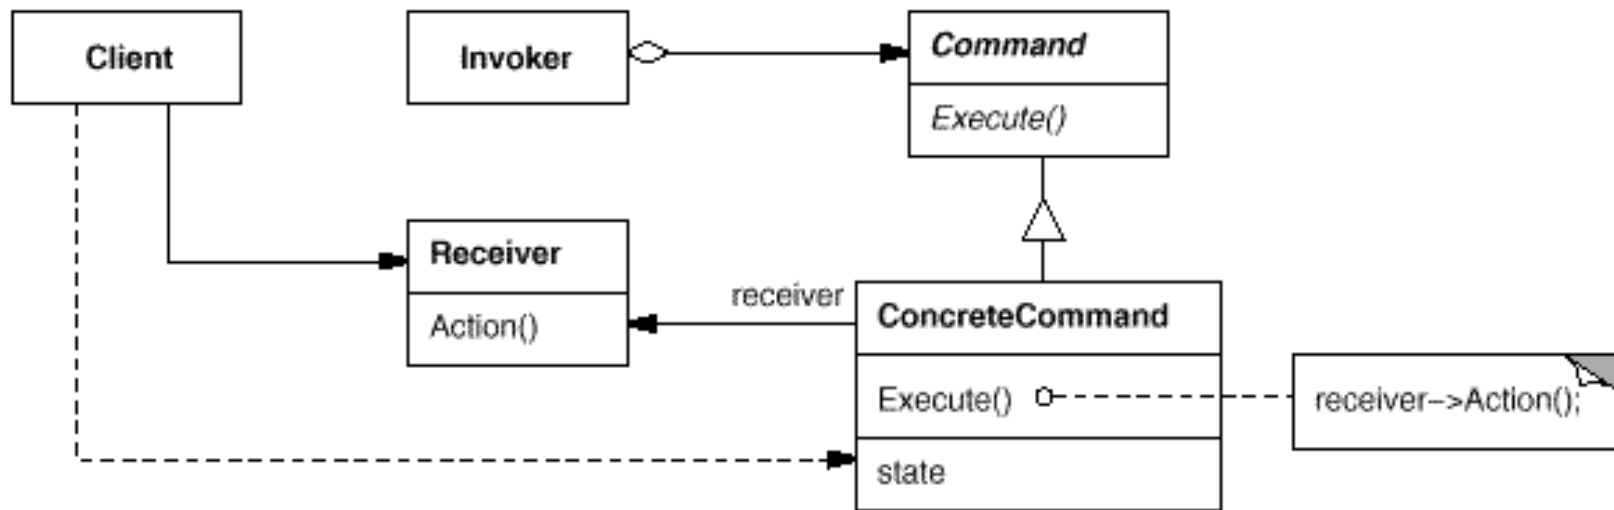 Client
Invoker
Command
Execute()
Receiver
Action()
receiver
ConcreteCommand
Execute()
receiver->Action();
state